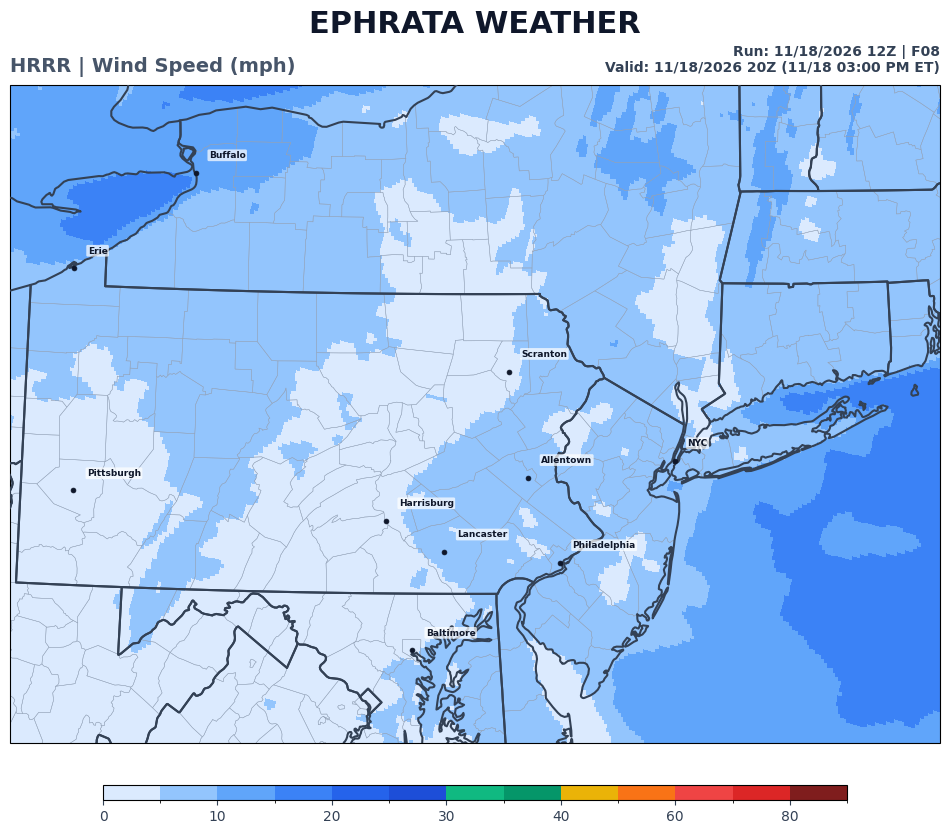 EPHRATA WEATHER
HRRR | Wind Speed (mph)
Run: 11/18/2026 12Z | F08
Valid: 11/18/2026 20Z (11/18 03:00 PM ET)
Buffalo
Erie
Scranton
NYC
Allentown
Pittsburgh
Harrisburg
Lancaster
Philadelphia
Baltimore
0 10 20 30 40 50 60 70 80